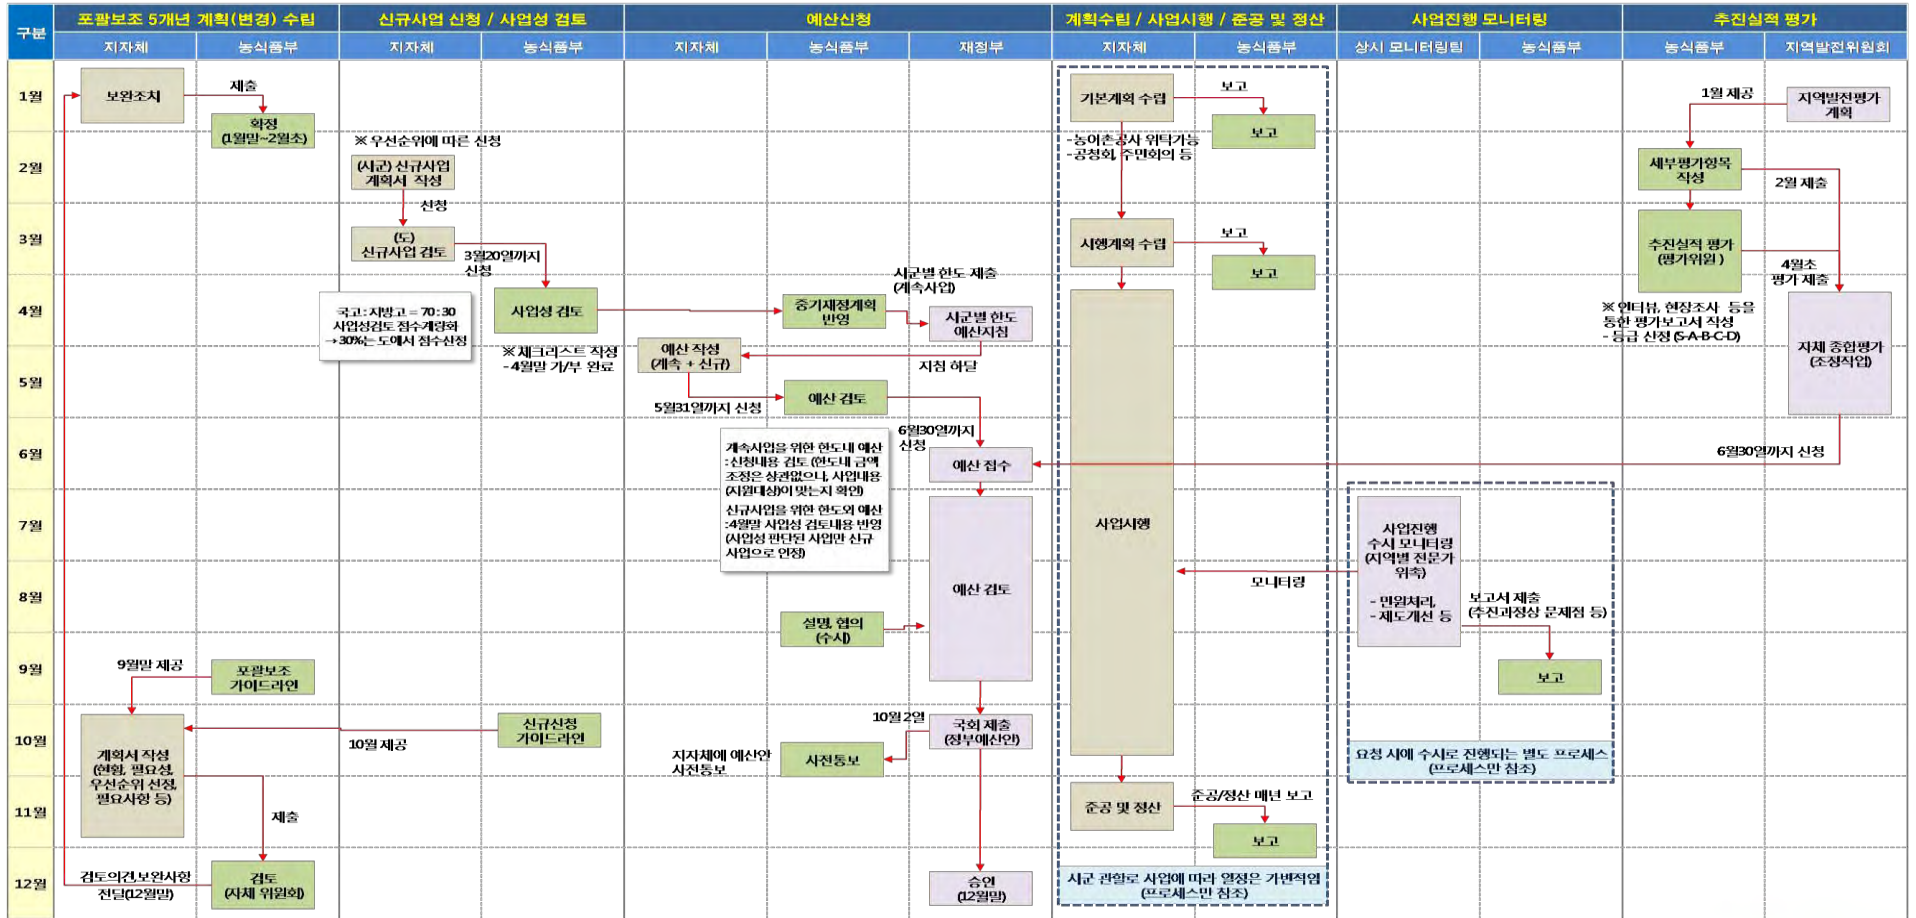 구분
포괄보조 5개년 계획(변경) 수립
신규사업 신청 / 사업성 검토
예산신청
계획수립 / 사업시행 / 준공 및 정산
사업진행 모니터링
추진실적 평가
지자체
농식품부
지자체
농식품부
지자체
농식품부
재정부
지자체
농식품부
상시 모니터링팀
농식품부
농식품부
지역발전위원회
1월
2월
3월
4월
5월
6월
7월
8월
9월
10월
11월
12월
보완조치
제출
확정
(1월말~2월초)
9월말 제공
포괄보조
가이드라인
계획서 작성
(현황, 필요성,
우선순위 선정,
필요사항 등)
제출
검토
(자체 위원회)
검토의견,보완사항
전달(12월말)
※ 우선순위에 따른 신청
(시군) 신규사업
계획서 작성
신청
(도)
신규사업 검토
3월20일까지
신청
국고 : 지방고 = 70 : 30
사업성검토 점수계량화
→ 30%는 도에서 점수산정
사업성 검토
※ 체크리스트 작성
- 4월말 가/부 완료
신규신청
가이드라인
10월 제공
시군별 한도 제출
(계속사업)
중기재정계획
반영
시군별 한도
예산지침
예산 작성
(계속 + 신규)
지침 하달
5월31일까지 신청
예산 검토
6월30일까지
신청
계속사업을 위한 한도내 예산
: 신청내용 검토 (한도내 금액
조정은 상관없으나, 사업내용
(지원대상)이 맞는지 확인)
신규사업을 위한 한도외 예산
:4월말 사업성 검토내용 반영
(사업성 판단된 사업만 신규
사업으로 인정)
예산 접수
예산 검토
설명, 협의
(수시)
10월 2일
국회 제출
(정부예산안)
지자체에 예산안
사전통보
사전통보
승인
(12월말)
기본계획 수립
보고
보고
-농어촌공사 위탁가능
-공청회, 주민회의 등
시행계획 수립
보고
보고
사업시행
준공 및 정산
준공/정산 매년 보고
보고
시군 관할로 사업에 따라 일정은 가변적임
(프로세스만 참조)
사업진행
수시 모니터링
(지역별 전문가
위촉)
- 민원처리,
- 제도개선 등
모니터링
보고서 제출
(추진과정상 문제점 등)
보고
요청 시에 수시로 진행되는 별도 프로세스
(프로세스만 참조)
1월 제공
지역발전평가
계획
세부평가항목
작성
2월 제출
추진실적 평가
(평가위원 )
4월초
평가 제출
※ 인터뷰, 현장조사 등을
통한 평가보고서 작성
- 등급 산정 (S-A-B-C-D)
자체 종합평가
(조정작업)
6월30일까지 신청